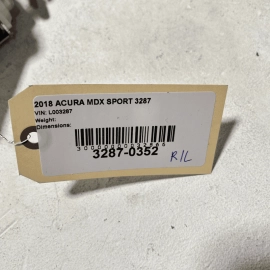 2018 ACURA MDX SPORT 3287
VIN: L003287
Weight:
Dimensions:
3287-0352
R/L